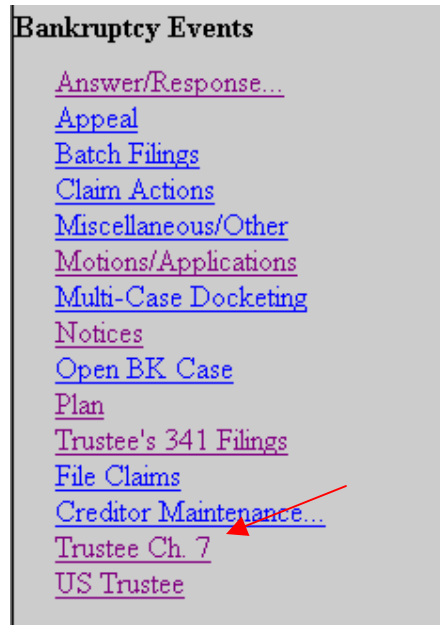 Bankruptcy Events
Answer/Response...
Appeal
Batch Filings
Claim Actions
Miscellaneous/Other
Motions/Applications
Multi-Case Docketing
Notices
Open BK Case
Plan
Trustee's 341 Filings
File Claims
Creditor Maintenance...
Trustee Ch. 7
US Trustee